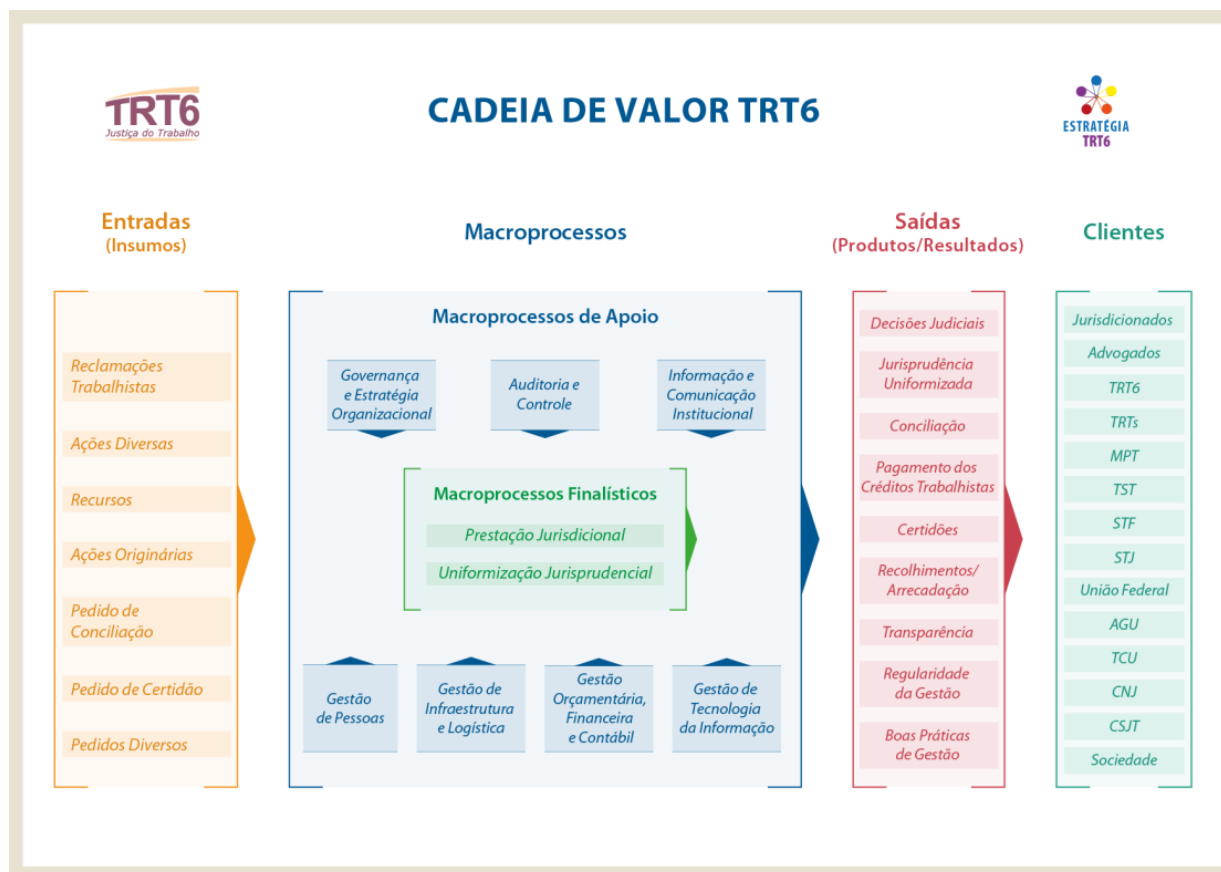 TRT6
Justiça do Trabalho
CADEIA DE VALOR TRT6
ESTRATÉGIA
TRT6
Entradas
(Insumos)
Reclamações
Trabalhistas
Ações Diversas
Recursos
Ações Originárias
Pedido de
Conciliação
Pedido de Certidão
Pedidos Diversos
Macroprocessos
Macroprocessos de Apoio
Governança
e Estratégia
Organizacional
Auditoria e
Controle
Informação e
Comunicação
Institucional
Macroprocessos Finalísticos
Prestação Jurisdicional
Uniformização Jurisprudencial
Gestão
de Pessoas
Gestão de
Infraestrutura
e Logística
Gestão
Orçamentária,
Financeira
e Contábil
Gestão de
Tecnologia
da Informação
Saídas
(Produtos/Resultados)
Decisões Judiciais
Jurisprudência
Uniformizada
Conciliação
Pagamento dos
Créditos Trabalhistas
Certidões
Recolhimentos/
Arrecadação
Transparência
Regularidade
da Gestão
Boas Práticas
de Gestão
Clientes
Jurisdicionados
Advogados
TRT6
TRTs
MPT
TST
STF
STJ
União Federal
AGU
TCU
CNJ
CSJT
Sociedade